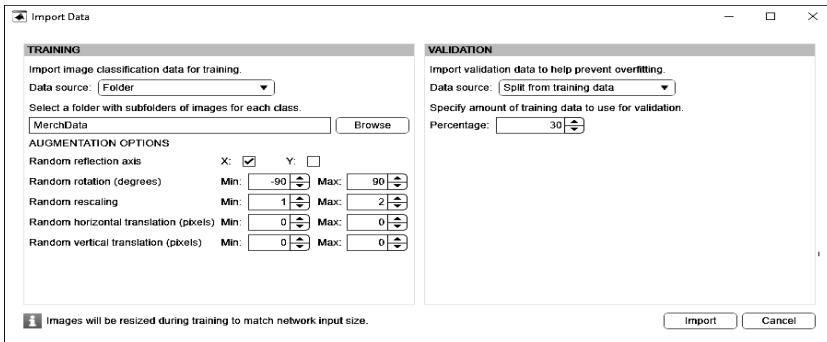 Import Data
TRAINING
Import image classification data for training.
Data source: Folder
Select a folder with subfolders of images for each class.
MerchData Browse
AUGMENTATION OPTIONS
Random reflection axis X: Y:
Random rotation (degrees) Min: -90 Max: 90
Random rescaling Min: 1 Max: 2
Random horizontal translation (pixels) Min: 0 Max: 0
Random vertical translation (pixels) Min: 0 Max: 0
VALIDATION
Import validation data to help prevent overfitting.
Data source: Split from training data
Specify amount of training data to use for validation.
Percentage: 30
Images will be resized during training to match network input size.
Import Cancel